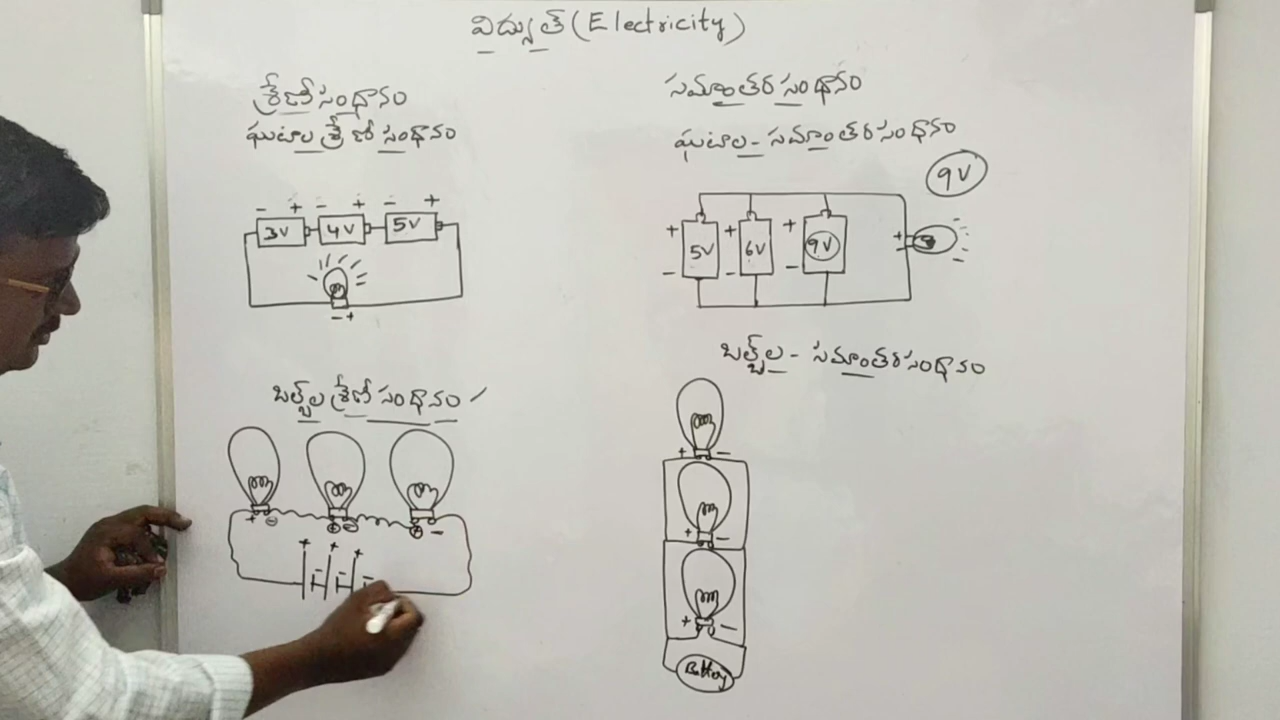 విద్యుత్ (Electricity)
శ్రేణి సంధానం
ఘటాల శ్రేణి సంధానం
- + - + - +
3V 4V 5V
- +
బల్బ్‌ల శ్రేణి సంధానం ✓
+ - + - + -
+ + +
- - -
సమాంతర సంధానం
ఘటాల - సమాంతర సంధానం
9V
+ + + +
5V 6V 9V
- - -
బల్బ్‌ల - సమాంతర సంధానం
+ -
+ -
+ -
Battery